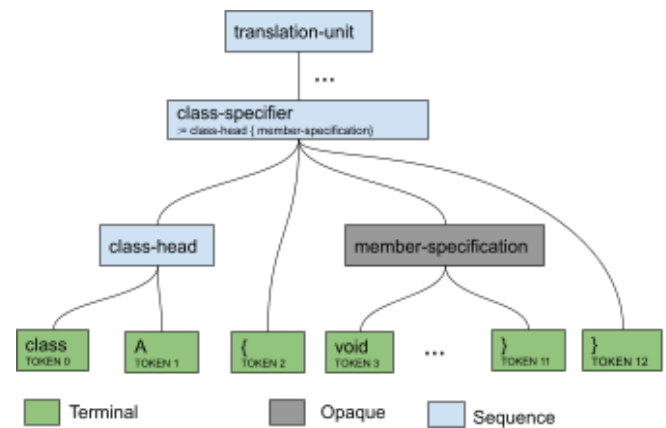 translation-unit
...
class-specifier
:= class-head { member-specification}
class-head
member-specification
class
TOKEN 0
A
TOKEN 1
{
TOKEN 2
void
TOKEN 3
...
}
TOKEN 11
}
TOKEN 12
Terminal
Opaque
Sequence